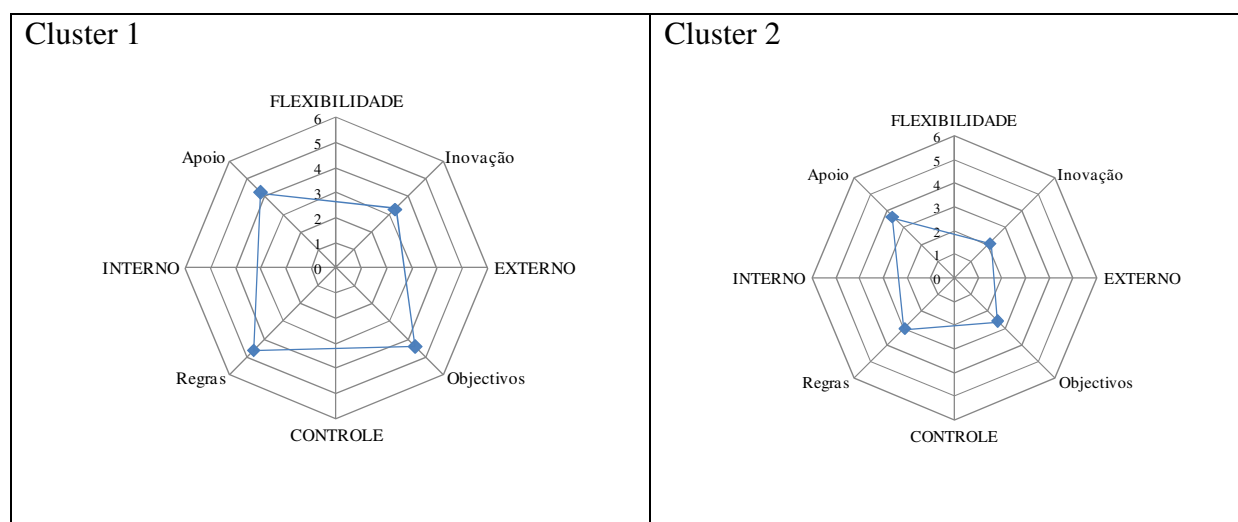 Cluster 1
FLEXIBILIDADE
6
5
4
3
2
1
0
Apoio
Inovação
INTERNO
EXTERNO
Regras
Objectivos
CONTROLE
Cluster 2
FLEXIBILIDADE
6
5
4
3
2
1
0
Apoio
Inovação
INTERNO
EXTERNO
Regras
Objectivos
CONTROLE